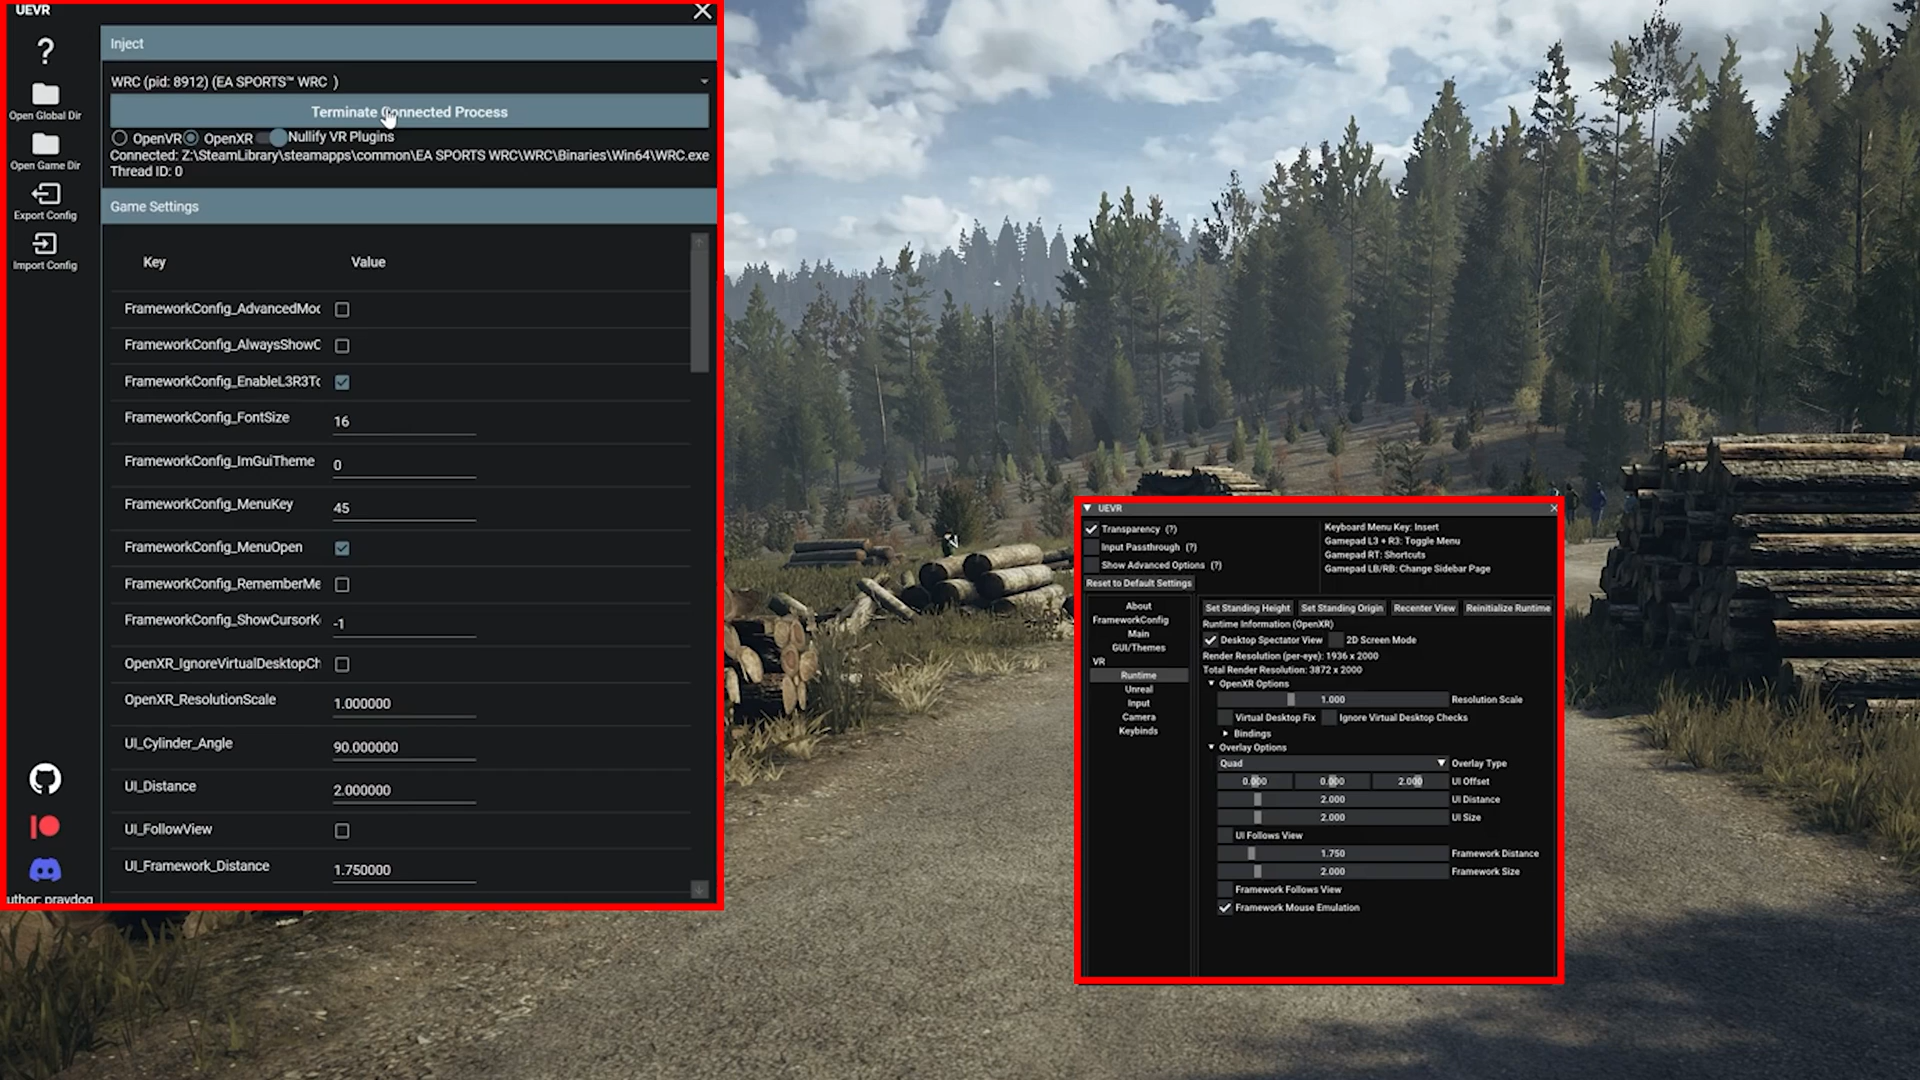 UEVR
Inject
WRC (pid: 8912) (EA SPORTS™ WRC )
Terminate Connected Process
OpenVR OpenXR Nullify VR Plugins
Connected: Z:\SteamLibrary\steamapps\common\EA SPORTS WRC\WRC\Binaries\Win64\WRC.exe
Thread ID: 0
Open Global Dir
Open Game Dir
Export Config
Import Config
uthor: praydog
Game Settings
Key Value
FrameworkConfig_AdvancedMod
FrameworkConfig_AlwaysShowC
FrameworkConfig_EnableL3R3To
FrameworkConfig_FontSize 16
FrameworkConfig_ImGuiTheme 0
FrameworkConfig_MenuKey 45
FrameworkConfig_MenuOpen
FrameworkConfig_RememberMe
FrameworkConfig_ShowCursorK -1
OpenXR_IgnoreVirtualDesktopCh
OpenXR_ResolutionScale 1.000000
UI_Cylinder_Angle 90.000000
UI_Distance 2.000000
UI_FollowView
UI_Framework_Distance 1.750000
UEVR
Transparency (?)
Input Passthrough (?)
Show Advanced Options (?)
Reset to Default Settings
Keyboard Menu Key: Insert
Gamepad L3 + R3: Toggle Menu
Gamepad RT: Shortcuts
Gamepad LB/RB: Change Sidebar Page
About
FrameworkConfig
Main
GUI/Themes
VR
Runtime
Unreal
Input
Camera
Keybinds
Set Standing Height Set Standing Origin Recenter View Reinitialize Runtime
Runtime Information (OpenXR)
Desktop Spectator View 2D Screen Mode
Render Resolution (per-eye): 1936 x 2000
Total Render Resolution: 3872 x 2000
OpenXR Options
1.000 Resolution Scale
Virtual Desktop Fix Ignore Virtual Desktop Checks
Bindings
Overlay Options
Quad Overlay Type
0.000 0.000 2.000 UI Offset
2.000 UI Distance
2.000 UI Size
UI Follows View
1.750 Framework Distance
2.000 Framework Size
Framework Follows View
Framework Mouse Emulation